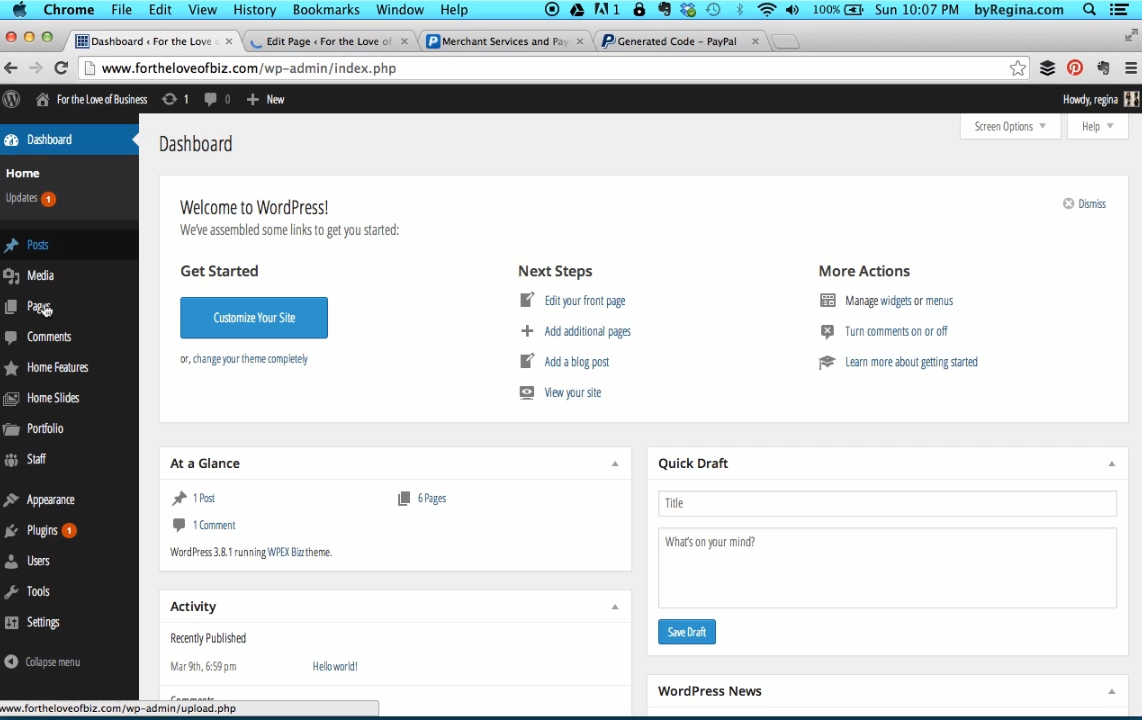 Chrome File Edit View History Bookmarks Window Help 1 100% Sun 10:07 PM byRegina.com
Dashboard ‹ For the Love o Edit Page ‹ For the Love of Merchant Services and Pay Generated Code - PayPal
www.fortheloveofbiz.com/wp-admin/index.php
For the Love of Business 1 0 + New Howdy, regina
Dashboard
Home
Updates 1
Posts
Media
Pages
Comments
Home Features
Home Slides
Portfolio
Staff
Appearance
Plugins 1
Users
Tools
Settings
Collapse menu
Screen Options Help
Dashboard
Welcome to WordPress!
Dismiss
We've assembled some links to get you started:
Get Started
Customize Your Site
or, change your theme completely
Next Steps
Edit your front page
Add additional pages
Add a blog post
View your site
More Actions
Manage widgets or menus
Turn comments on or off
Learn more about getting started
At a Glance
1 Post 6 Pages
1 Comment
WordPress 3.8.1 running WPEX Biz theme.
Activity
Recently Published
Mar 9th, 6:59 pm Hello world!
Comments
Quick Draft
Title
What's on your mind?
Save Draft
WordPress News
www.fortheloveofbiz.com/wp-admin/upload.php